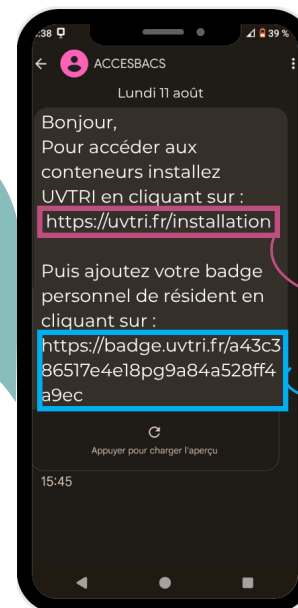 :38
39 %
ACCESBACS
Lundi 11 août
Bonjour,
Pour accéder aux
conteneurs installez
UVTRI en cliquant sur :
https://uvtri.fr/installation
Puis ajoutez votre badge
personnel de résident en
cliquant sur :
https://badge.uvtri.fr/a43c3
86517e4e18pg9a84a528ff4
a9ec
Appuyer pour charger l'aperçu
15:45